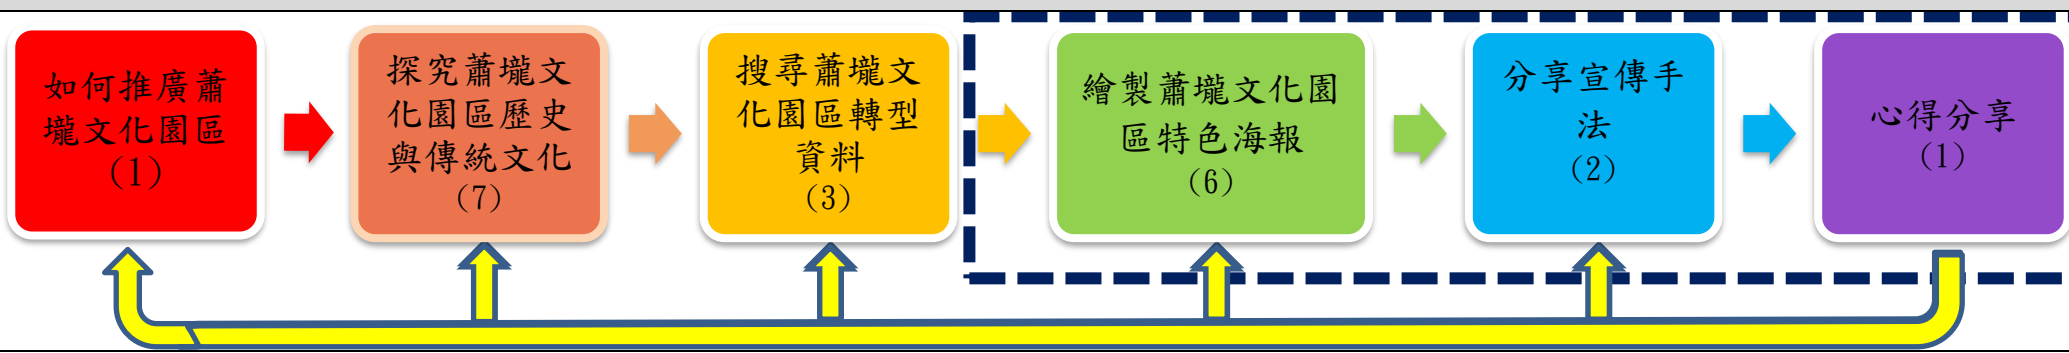 如何推廣蕭
壠文化園區
(1)
探究蕭壠文
化園區歷史
與傳統文化
(7)
搜尋蕭壠文
化園區轉型
資料
(3)
繪製蕭壠文化園
區特色海報
(6)
分享宣傳手
法
(2)
心得分享
(1)